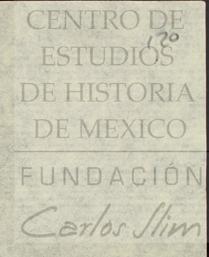 CENTRO DE
120
ESTUDIOS
DE HISTORIA
DE MEXICO
FUNDACIÓN
Carlos Slim